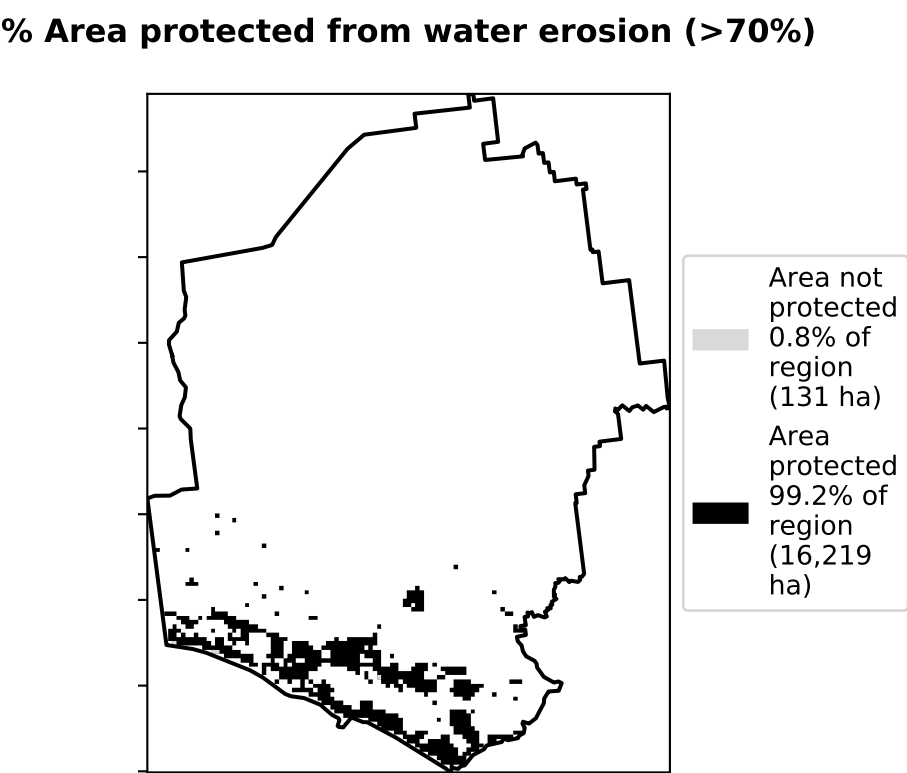 % Area protected from water erosion (>70%)
Area not
protected
0.8% of
region
(131 ha)
Area
protected
99.2% of
region
(16,219
ha)